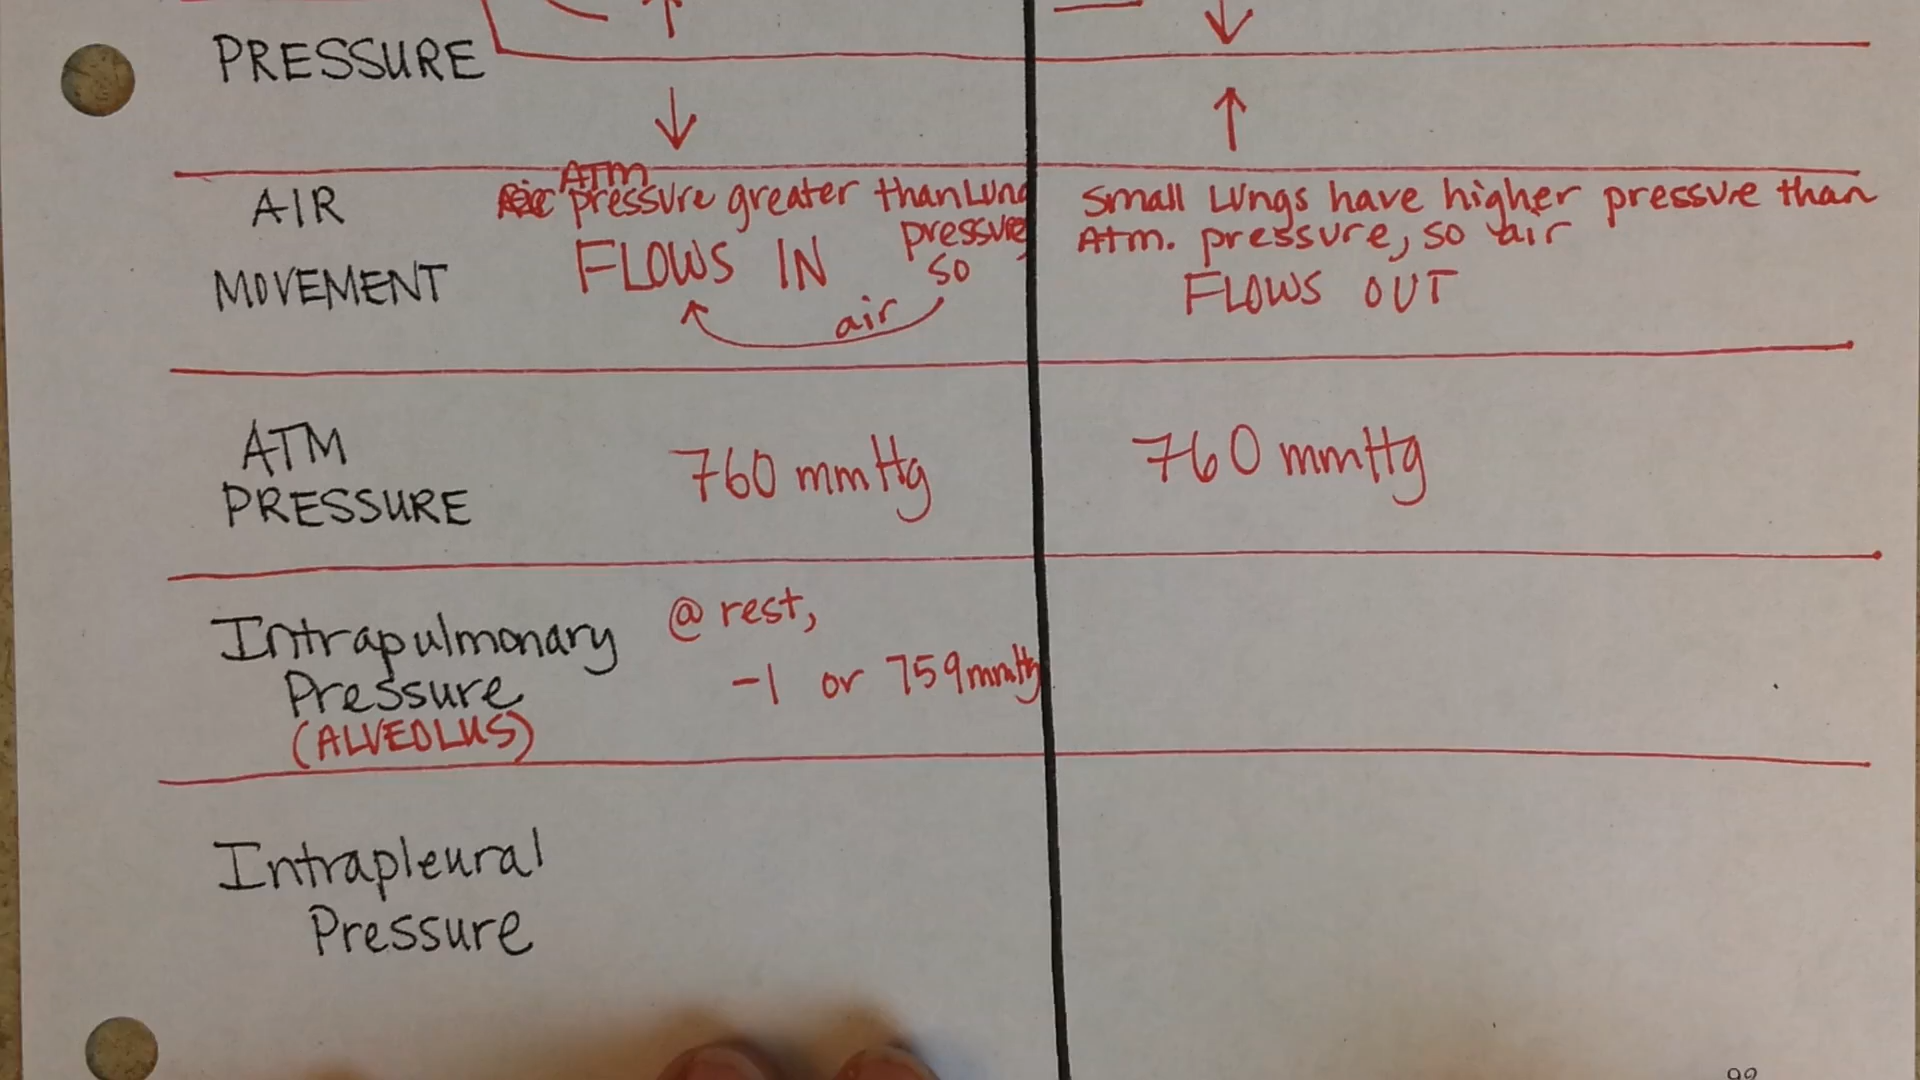 PRESSURE
↑ ↓
↓ ↑
AIR
MOVEMENT
ATM
pressure greater than Lung
pressure,
so
FLOWS IN
air
Small Lungs have higher pressure than
Atm. pressure, so air
FLOWS OUT
ATM
PRESSURE
760 mmHg
760 mmHg
Intrapulmonary
Pressure
(ALVEOLUS)
@ rest,
-1 or 759mmHg
Intrapleural
Pressure